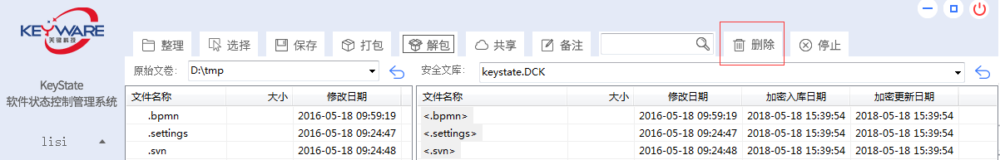 KEYWARE
关键科技
KeyState
软件状态控制管理系统
lisi
整理 选择 保存 打包 解包 共享 备注 删除 停止
原始文卷: D:\tmp 安全文库: keystate.DCK
文件名称 大小 修改日期 文件名称 大小 修改日期 加密入库日期 加密更新日期
.bpmn 2016-05-18 09:59:19 <.bpmn> 2016-05-18 09:59:19 2018-05-18 15:39:54 2018-05-18 15:39:54
.settings 2016-05-18 09:24:47 <.settings> 2016-05-18 09:24:47 2018-05-18 15:39:54 2018-05-18 15:39:54
.svn 2016-05-18 09:24:48 <.svn> 2016-05-18 09:24:48 2018-05-18 15:39:54 2018-05-18 15:39:54